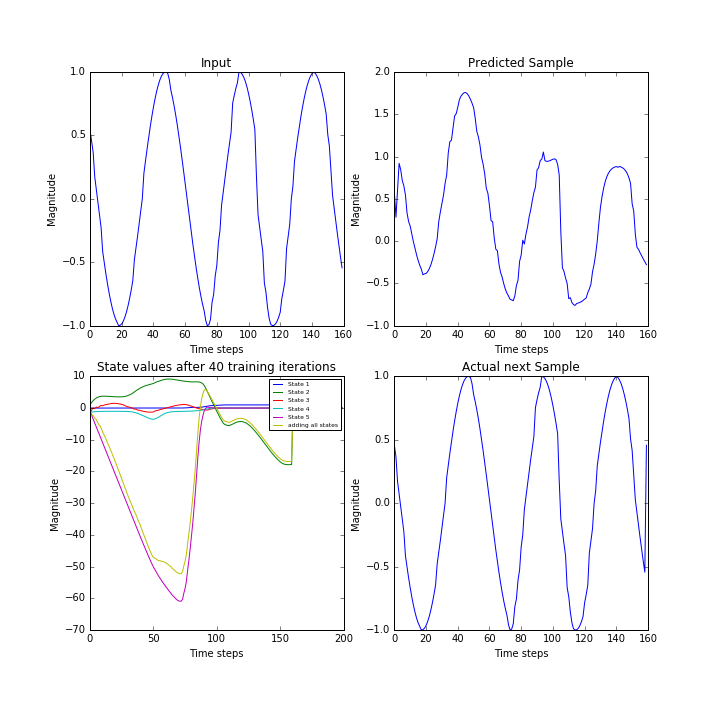 Input
1.0
0.5
0.0
−0.5
−1.0
Magnitude
0 20 40 60 80 100 120 140 160
Time steps
Predicted Sample
2.0
1.5
1.0
0.5
0.0
−0.5
−1.0
Magnitude
0 20 40 60 80 100 120 140 160
Time steps
State values after 40 training iterations
10
0
−10
−20
−30
−40
−50
−60
−70
Magnitude
State 1
State 2
State 3
State 4
State 5
adding all states
0 50 100 150 200
Time steps
Actual next Sample
1.0
0.5
0.0
−0.5
−1.0
Magnitude
0 20 40 60 80 100 120 140 160
Time steps